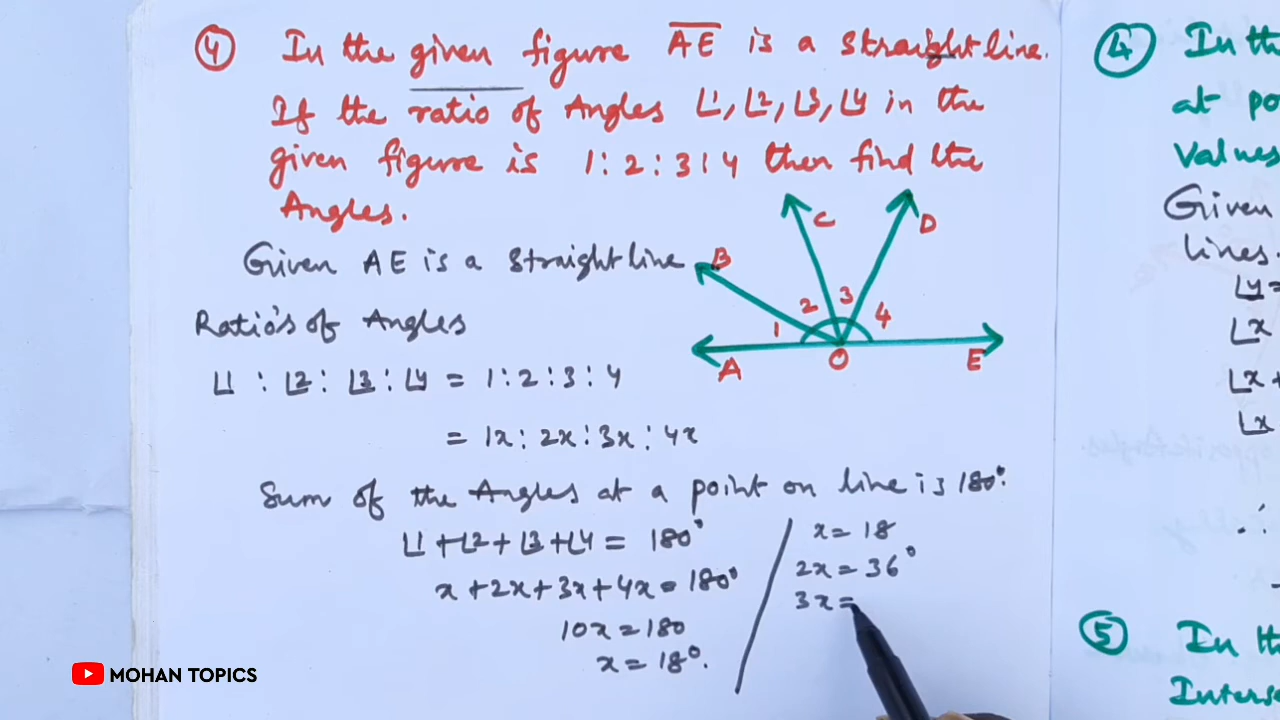 4 In the given figure AE is a straight line.
If the ratio of Angles ∠1, ∠2, ∠3, ∠4 in the
given figure is 1:2:3:4 then find the
Angles.
Given AE is a straight line
Ratio's of Angles
∠1 : ∠2 : ∠3 : ∠4 = 1:2:3:4
= 1x : 2x : 3x : 4x
B
C
D
1
2
3
4
A
O
E
Sum of the Angles at a point on line is 180°.
∠1 + ∠2 + ∠3 + ∠4 = 180°
x + 2x + 3x + 4x = 180°
10x = 180
x = 18°.
x = 18
2x = 36°
3x =
4 In the
at po
Values
Given
lines.
∠y =
∠x
∠x +
∠x
∴
5 In th
Interse
MOHAN TOPICS